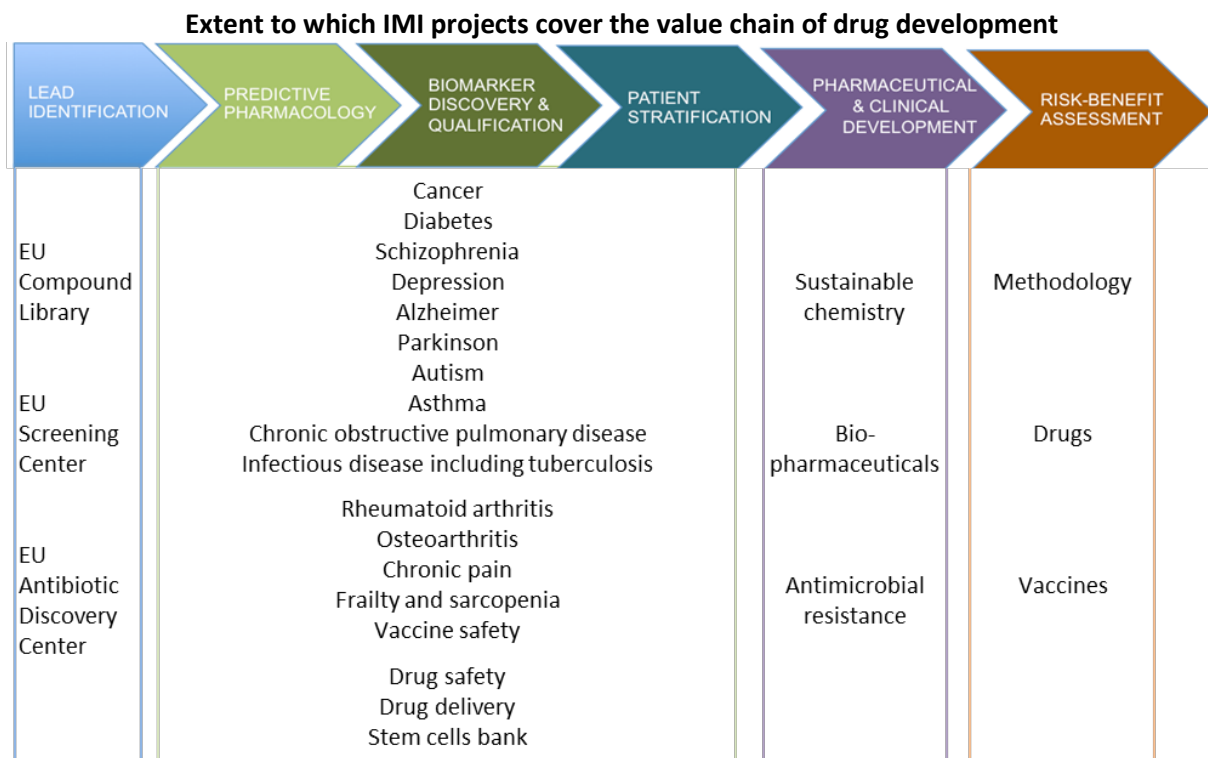 Extent to which IMI projects cover the value chain of drug development
LEAD
IDENTIFICATION
PREDICTIVE
PHARMACOLOGY
BIOMARKER
DISCOVERY &
QUALIFICATION
PATIENT
STRATIFICATION
PHARMACEUTICAL
& CLINICAL
DEVELOPMENT
RISK-BENEFIT
ASSESSMENT
EU
Compound
Library
EU
Screening
Center
EU
Antibiotic
Discovery
Center
Cancer
Diabetes
Schizophrenia
Depression
Alzheimer
Parkinson
Autism
Asthma
Chronic obstructive pulmonary disease
Infectious disease including tuberculosis
Rheumatoid arthritis
Osteoarthritis
Chronic pain
Frailty and sarcopenia
Vaccine safety
Drug safety
Drug delivery
Stem cells bank
Sustainable
chemistry
Bio-
pharmaceuticals
Antimicrobial
resistance
Methodology
Drugs
Vaccines